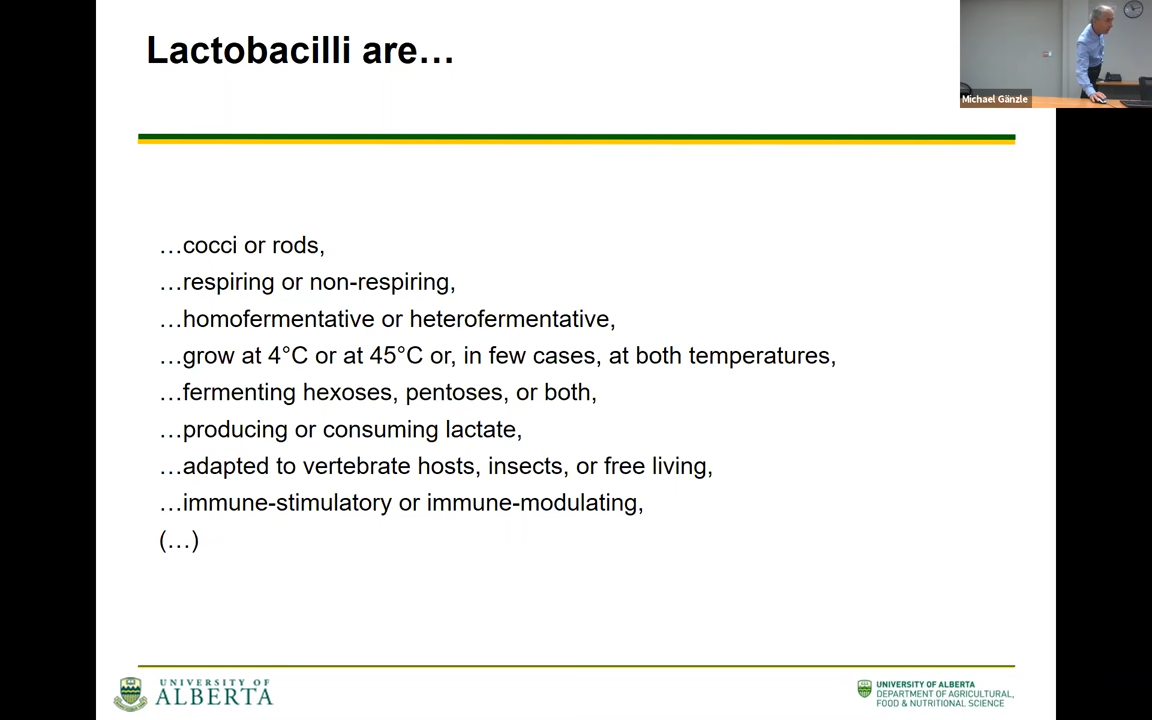 Lactobacilli are…
Michael Gänzle
…cocci or rods,
…respiring or non-respiring,
…homofermentative or heterofermentative,
…grow at 4°C or at 45°C or, in few cases, at both temperatures,
…fermenting hexoses, pentoses, or both,
…producing or consuming lactate,
…adapted to vertebrate hosts, insects, or free living,
…immune-stimulatory or immune-modulating,
(…)
UNIVERSITY OF
ALBERTA
UNIVERSITY OF ALBERTA
DEPARTMENT OF AGRICULTURAL,
FOOD & NUTRITIONAL SCIENCE